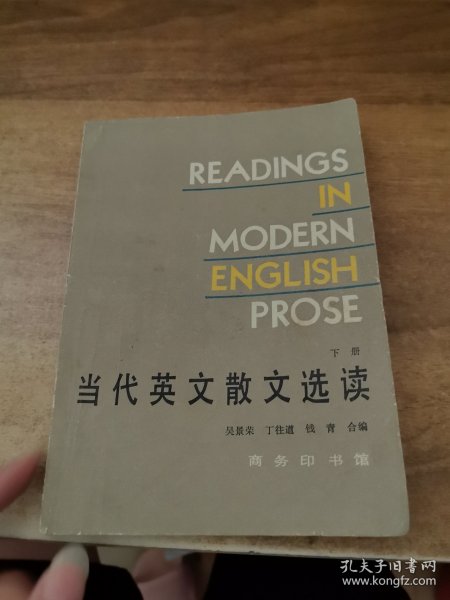 READINGS
IN
MODERN
ENGLISH
PROSE
下册
当代英文散文选读
吴景荣 丁往道 钱青 合编
商务印书馆
孔夫子旧书网
www.kongfz.com